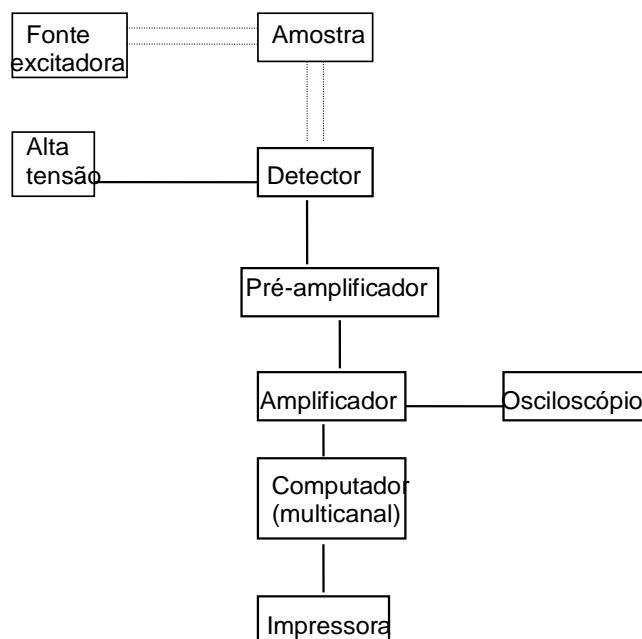 Fonte
excitadora
Amostra
Alta
tensão
Detector
Pré-amplificador
Amplificador
Osciloscópio
Computador
(multicanal)
Impressora